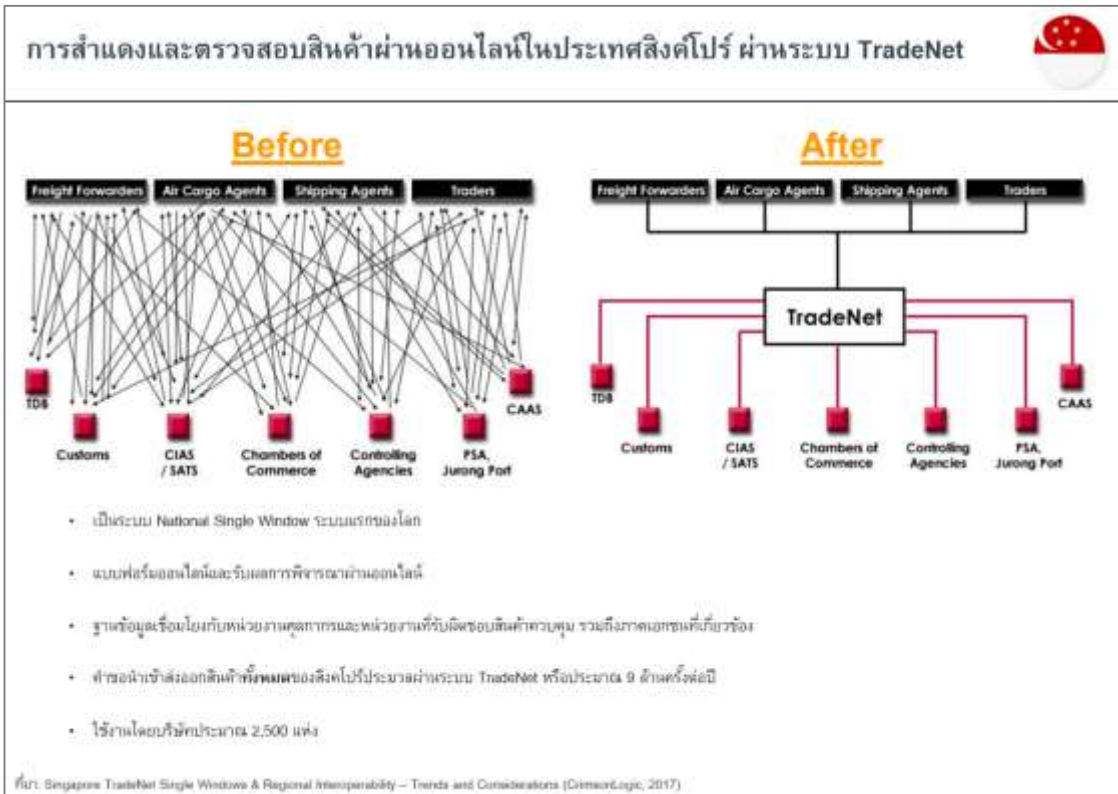 การสำแดงและตรวจสอบสินค้าผ่านออนไลน์ในประเทศสิงค์โปร์ ผ่านระบบ TradeNet
Before
Freight Forwarders Air Cargo Agents Shipping Agents Traders
TDB
CAAS
Customs
CIAS
/ SATS
Chambers of
Commerce
Controlling
Agencies
PSA,
Jurong Port
After
Freight Forwarders Air Cargo Agents Shipping Agents Traders
TradeNet
TDB
CAAS
Customs
CIAS
/ SATS
Chambers of
Commerce
Controlling
Agencies
PSA,
Jurong Port
• เป็นระบบ National Single Window ระบบแรกของโลก
• แบบฟอร์มออนไลน์และรับผลการพิจารณาผ่านออนไลน์
• ฐานข้อมูลเชื่อมโยงกับหน่วยงานศุลกากรและหน่วยงานที่รับผิดชอบสินค้าควบคุม รวมถึงภาคเอกชนที่เกี่ยวข้อง
• คำขอนำเข้าส่งออกสินค้าทั้งหมดของสิงคโปร์ประมวลผ่านระบบ TradeNet หรือประมาณ 9 ล้านครั้งต่อปี
• ใช้งานโดยบริษัทประมาณ 2,500 แห่ง
ที่มา: Singapore TradeNet Single Windows & Regional Interoperability – Trends and Considerations (CrimsonLogic, 2017)